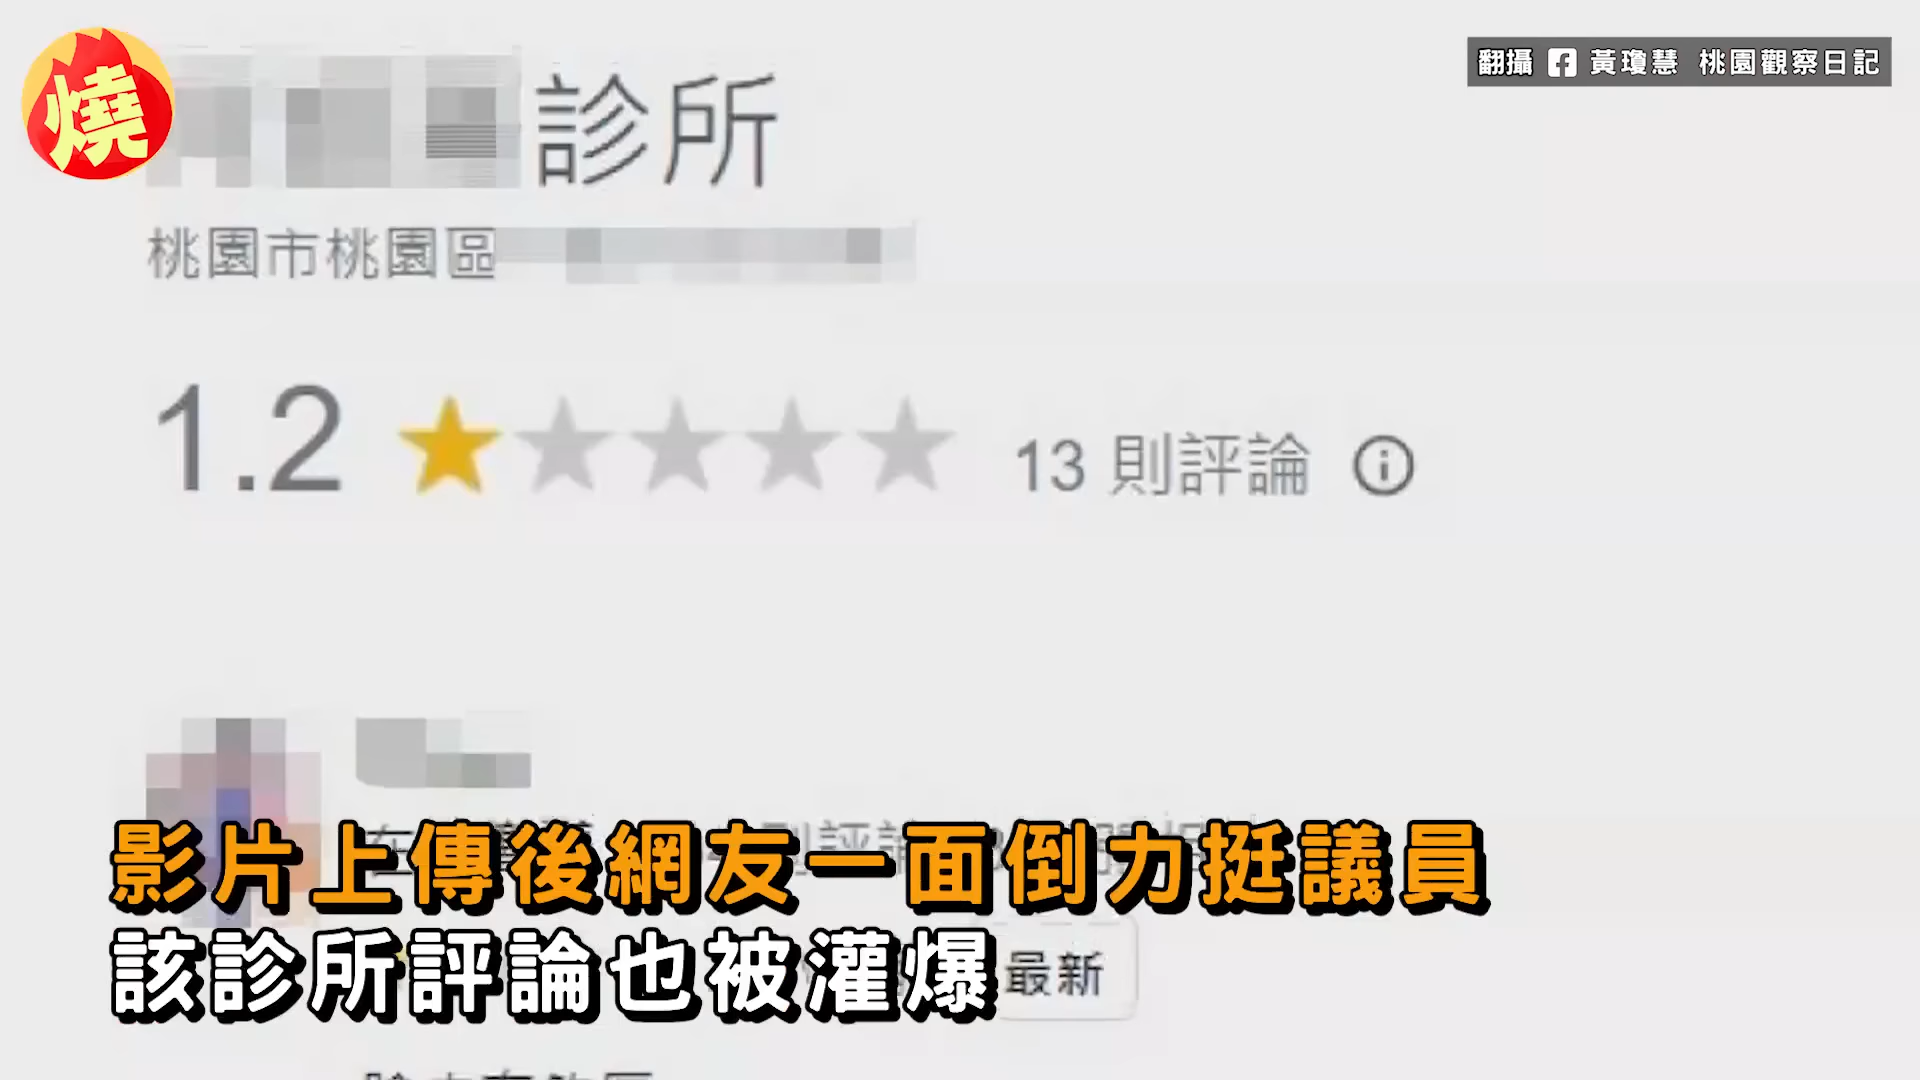 燒
翻攝 黃瓊慧 桃園觀察日記
診所
桃園市桃園區
1.2 13 則評論
影片上傳後網友一面倒力挺議員
該診所評論也被灌爆
最新